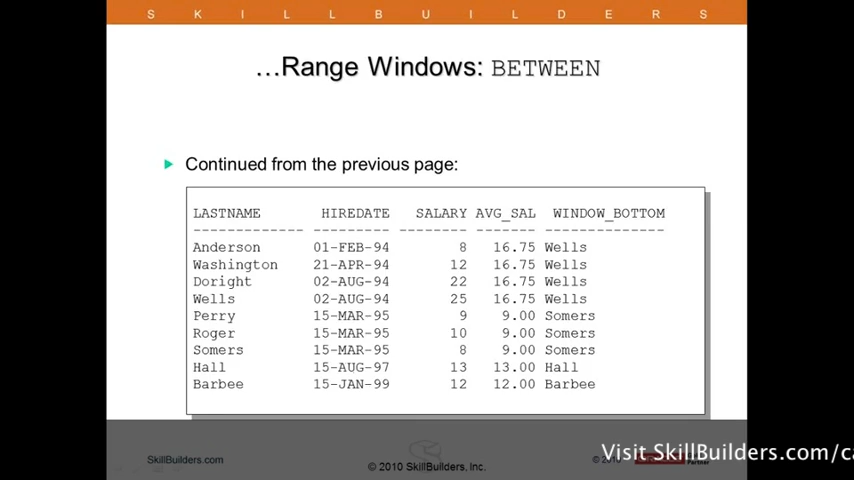 S K I L L B U I L D E R S
...Range Windows: BETWEEN
Continued from the previous page:
LASTNAME HIREDATE SALARY AVG_SAL WINDOW_BOTTOM
------------- --------- -------- ------- --------------
Anderson 01-FEB-94 8 16.75 Wells
Washington 21-APR-94 12 16.75 Wells
Doright 02-AUG-94 22 16.75 Wells
Wells 02-AUG-94 25 16.75 Wells
Perry 15-MAR-95 9 9.00 Somers
Roger 15-MAR-95 10 9.00 Somers
Somers 15-MAR-95 8 9.00 Somers
Hall 15-AUG-97 13 13.00 Hall
Barbee 15-JAN-99 12 12.00 Barbee
Visit SkillBuilders.com/ca
SkillBuilders.com
© 2010 SkillBuilders, Inc.
© 20
Partner